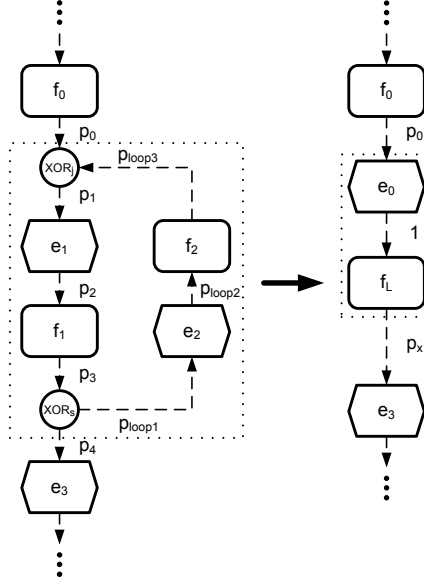 f0
p0
XORj
p1
e1
p2
f1
p3
XORs
p4
e3
ploop3
f2
ploop2
e2
ploop1
f0
p0
e0
1
fL
px
e3